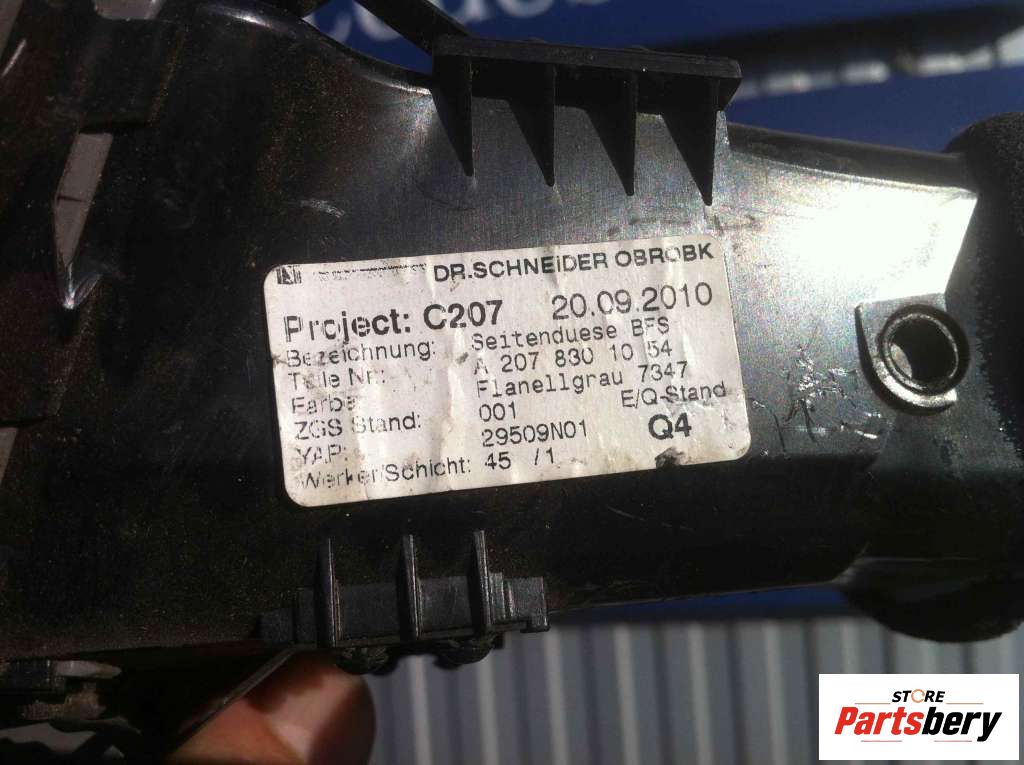 DR.SCHNEIDER OBROBK
Project: C207 20.09.2010
Bezeichnung: Seitenduese BFS
Teile Nr.: A 207 830 10 54
Farbe: Flanellgrau 7347
ZGS Stand: 001 E/Q-Stand
YAP: 29509N01 Q4
Werker/Schicht: 45 /1
STORE
Partsbery